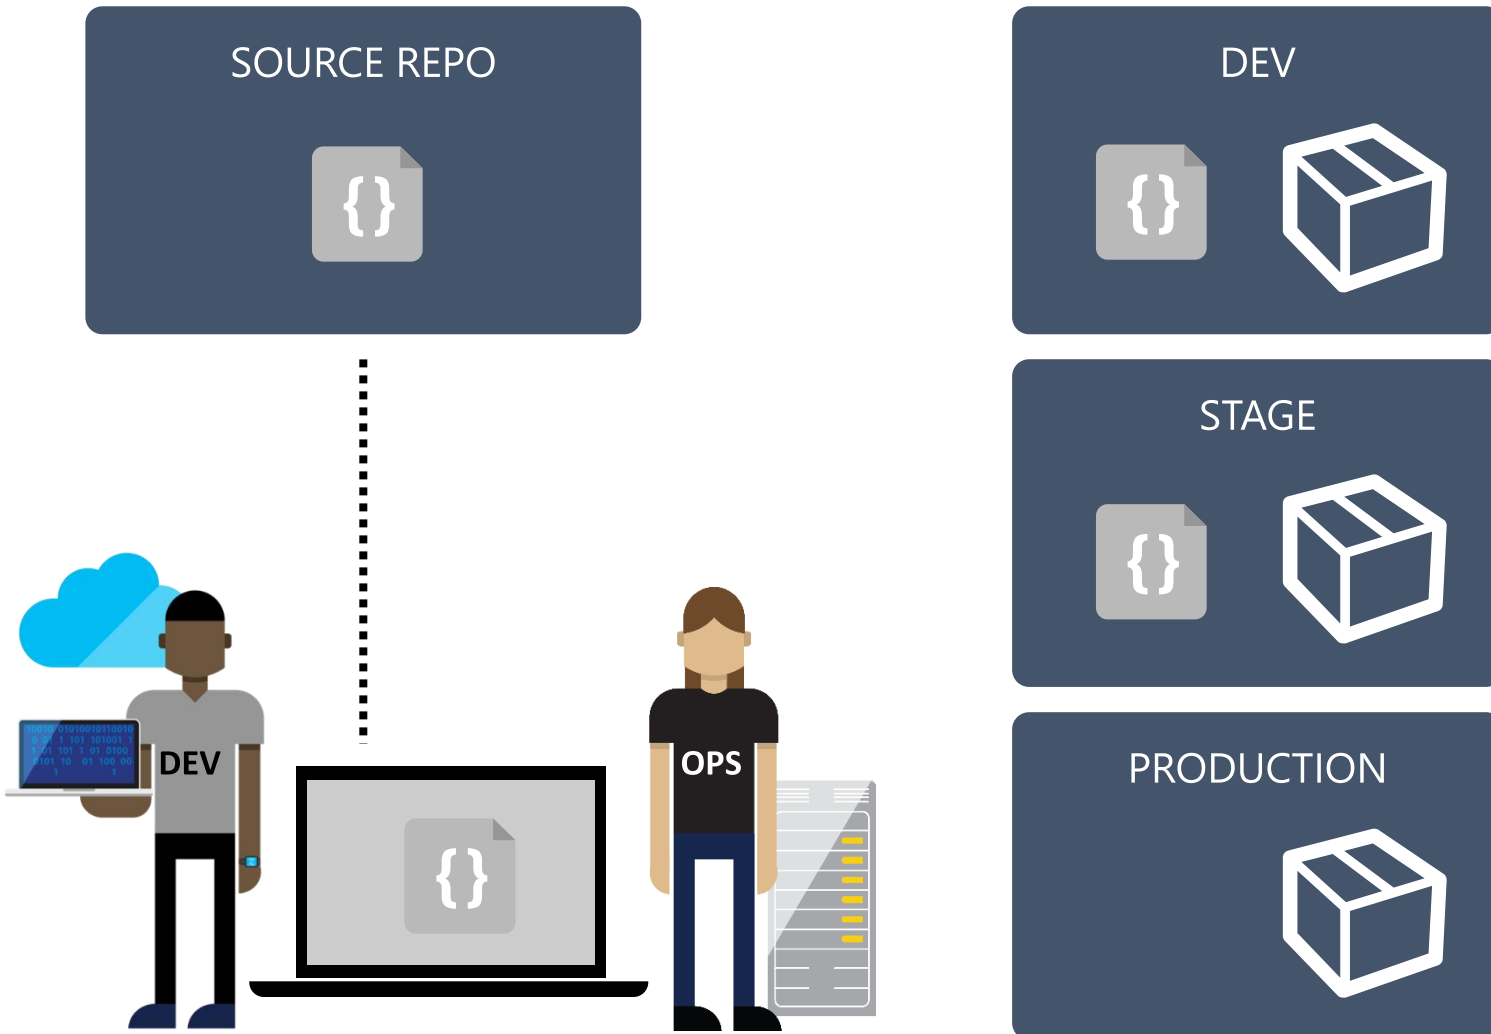 SOURCE REPO
{}
DEV
{}
STAGE
{}
PRODUCTION
DEV
OPS
{}